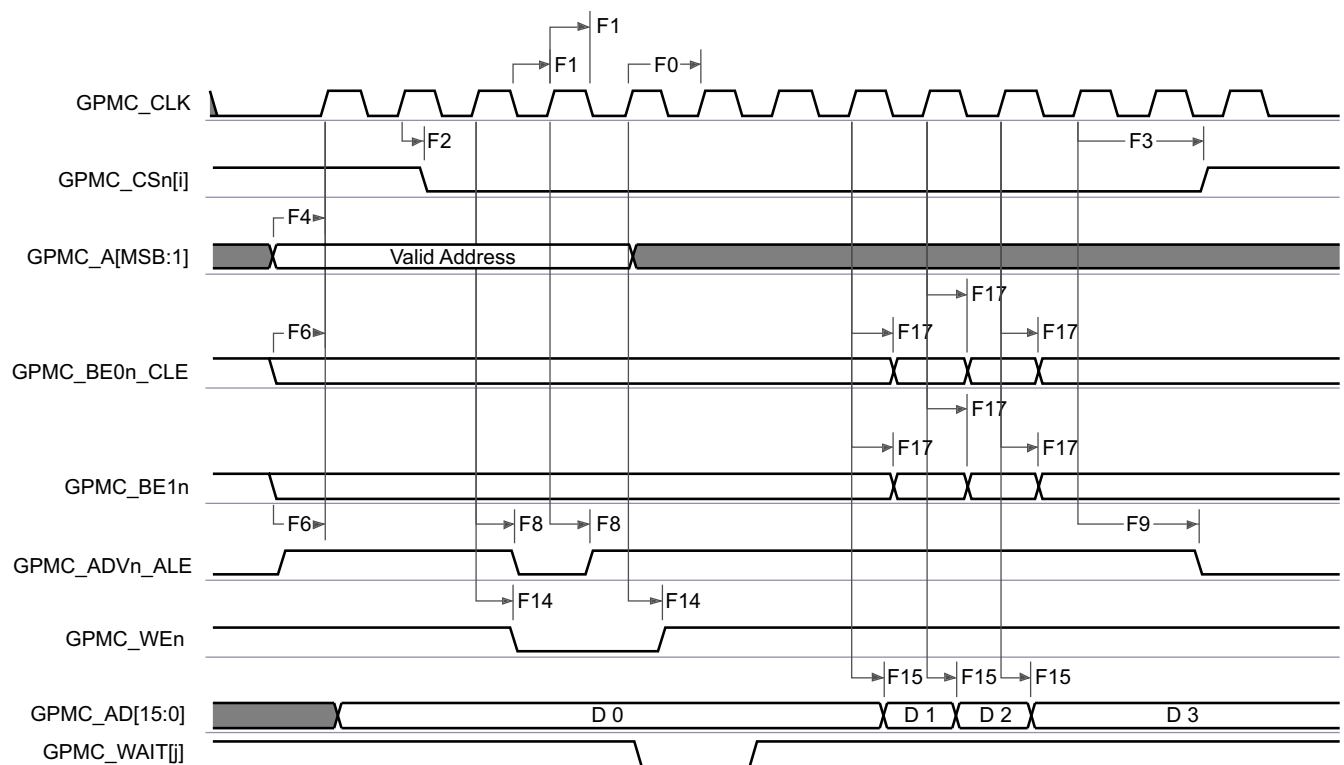 F1
F1
F0
GPMC_CLK
F2
F3
GPMC_CSn[i]
F4
GPMC_A[MSB:1]
Valid Address
F17
F6
F17
F17
GPMC_BE0n_CLE
F17
F17
F17
GPMC_BE1n
F6
F8
F8
F9
GPMC_ADVn_ALE
F14
F14
GPMC_WEn
F15
F15
F15
GPMC_AD[15:0]
D 0
D 1
D 2
D 3
GPMC_WAIT[j]